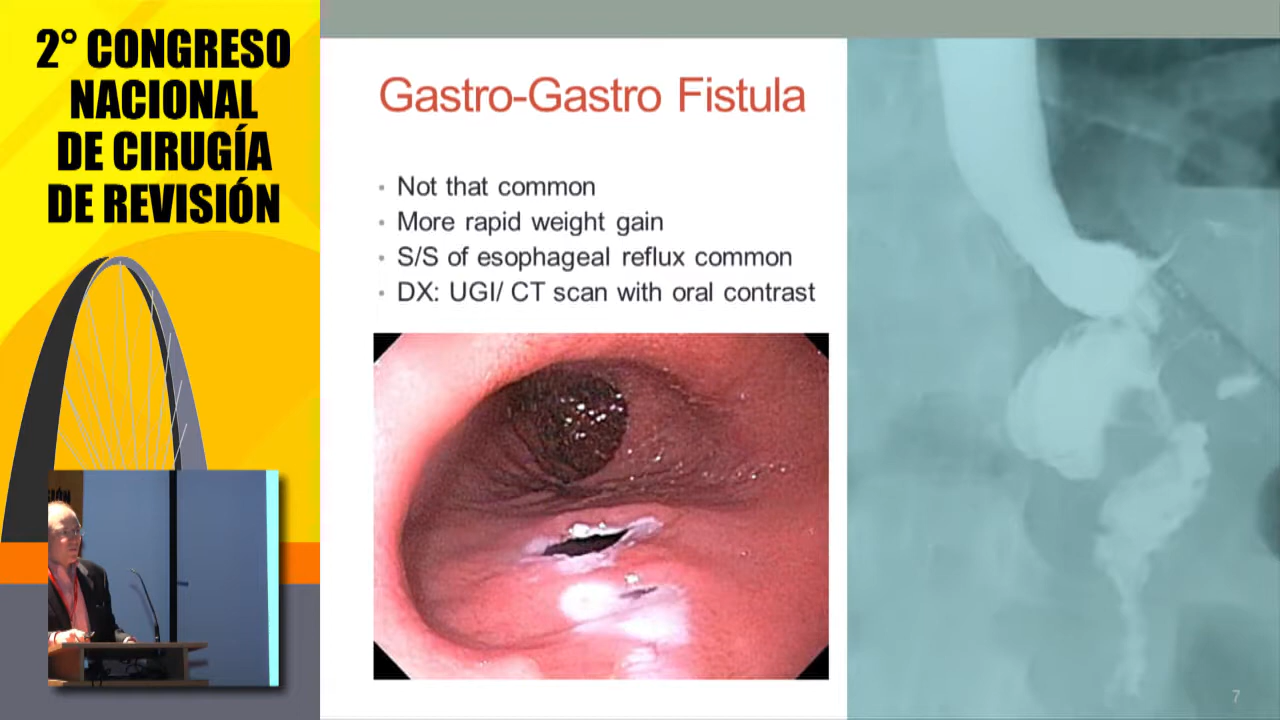 2° CONGRESO
NACIONAL
DE CIRUGÍA
DE REVISIÓN
Gastro-Gastro Fistula
Not that common
More rapid weight gain
S/S of esophageal reflux common
DX: UGI/ CT scan with oral contrast
7